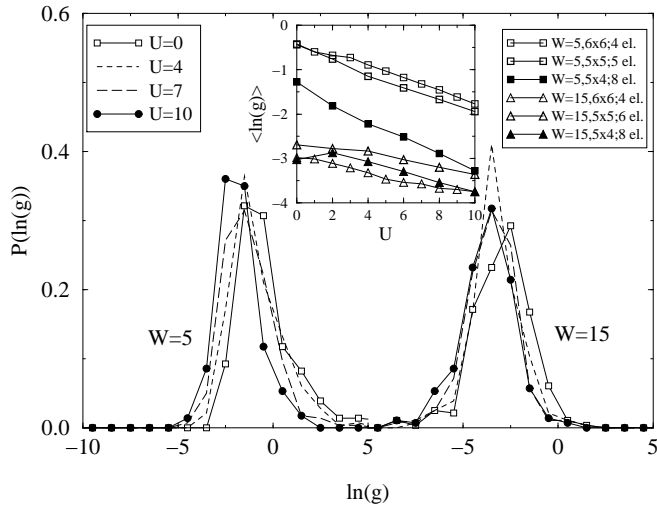 0.6
0.4
0.2
0.0
P(ln(g))
U=0
U=4
U=7
U=10
0
−1
−2
−3
−4
<ln(g)>
0 2 4 6 8 10
U
W=5,6x6;4 el.
W=5,5x5;5 el.
W=5,5x4;8 el.
W=15,6x6;4 el.
W=15,5x5;6 el.
W=15,5x4;8 el.
W=5
W=15
−10 −5 0 5 −5 0 5
ln(g)